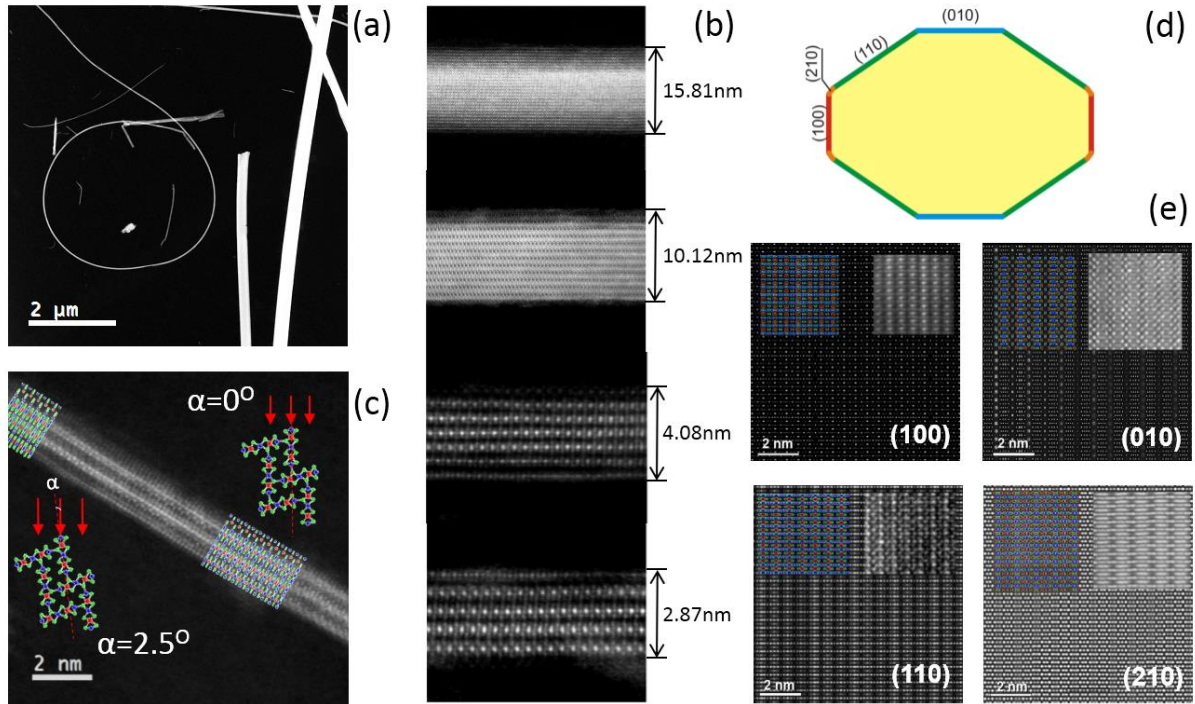 (a)
2 µm
(b)
15.81nm
10.12nm
4.08nm
2.87nm
(c)
α=0°
α
α=2.5°
2 nm
(d)
(010)
(110)
(210)
(100)
(e)
2 nm
(100)
2 nm
(010)
2 nm
(110)
2 nm
(210)